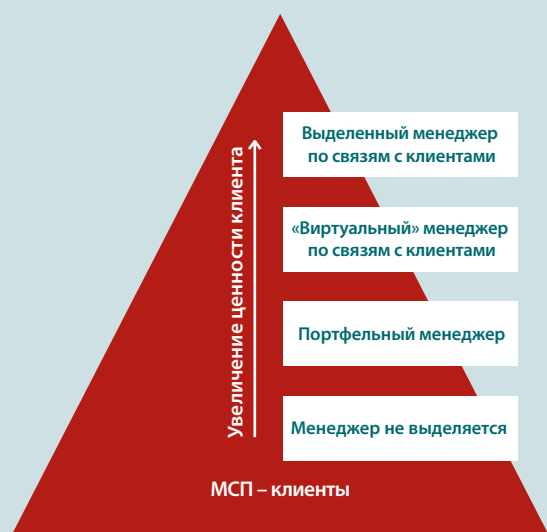 Выделенный менеджер
по связям с клиентами
«Виртуальный» менеджер
по связям с клиентами
Портфельный менеджер
Менеджер не выделяется
Увеличение ценности клиента
МСП – клиенты